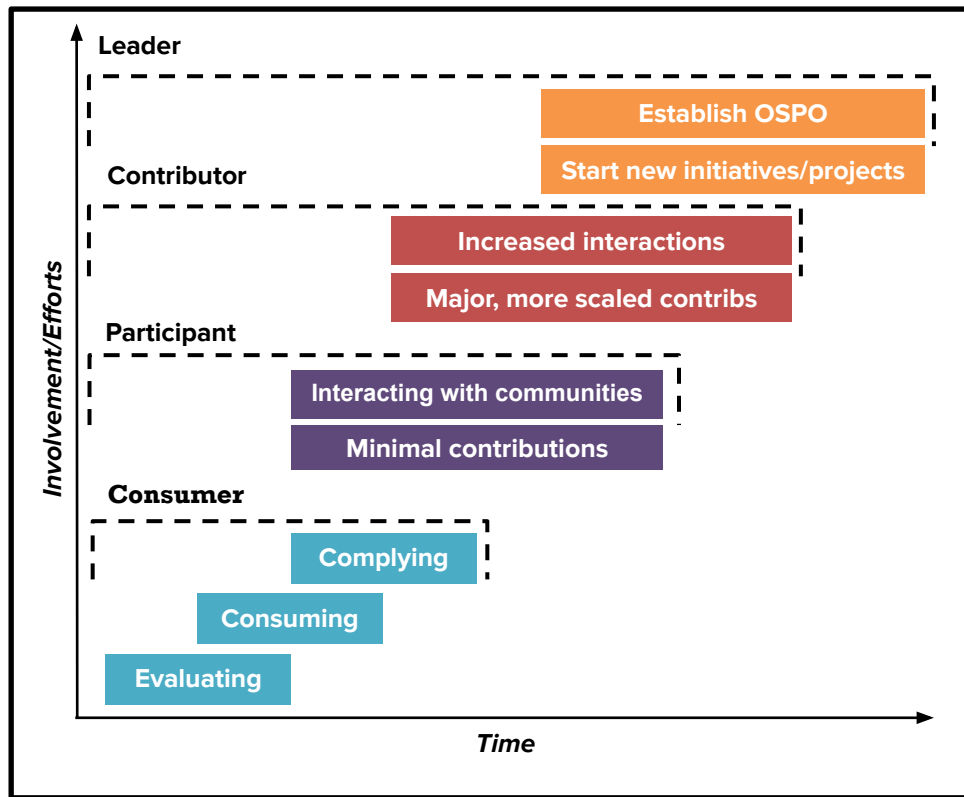 Leader
Establish OSPO
Start new initiatives/projects
Contributor
Increased interactions
Major, more scaled contribs
Participant
Interacting with communities
Minimal contributions
Consumer
Complying
Consuming
Evaluating
Involvement/Efforts
Time